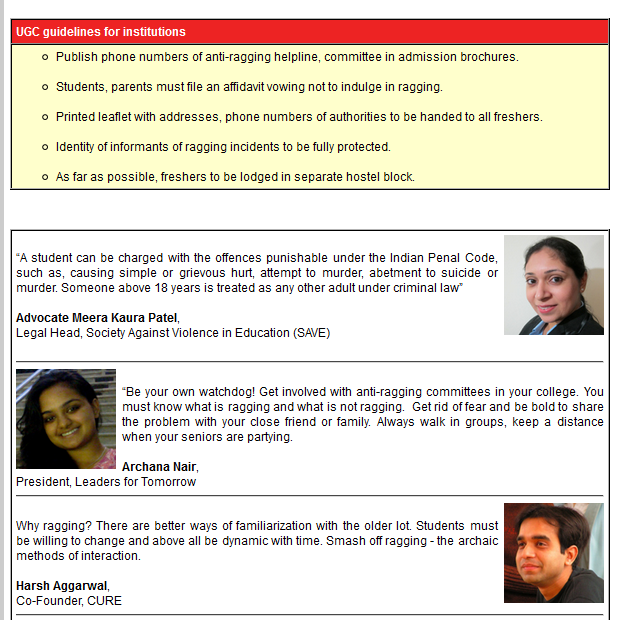 UGC guidelines for institutions
Publish phone numbers of anti-ragging helpline, committee in admission brochures.
Students, parents must file an affidavit vowing not to indulge in ragging.
Printed leaflet with addresses, phone numbers of authorities to be handed to all freshers.
Identity of informants of ragging incidents to be fully protected.
As far as possible, freshers to be lodged in separate hostel block.
“A student can be charged with the offences punishable under the Indian Penal Code,
such as, causing simple or grievous hurt, attempt to murder, abetment to suicide or
murder. Someone above 18 years is treated as any other adult under criminal law”
Advocate Meera Kaura Patel,
Legal Head, Society Against Violence in Education (SAVE)
“Be your own watchdog! Get involved with anti-ragging committees in your college. You
must know what is ragging and what is not ragging. Get rid of fear and be bold to share
the problem with your close friend or family. Always walk in groups, keep a distance
when your seniors are partying.
Archana Nair,
President, Leaders for Tomorrow
Why ragging? There are better ways of familiarization with the older lot. Students must
be willing to change and above all be dynamic with time. Smash off ragging - the archaic
methods of interaction.
Harsh Aggarwal,
Co-Founder, CURE